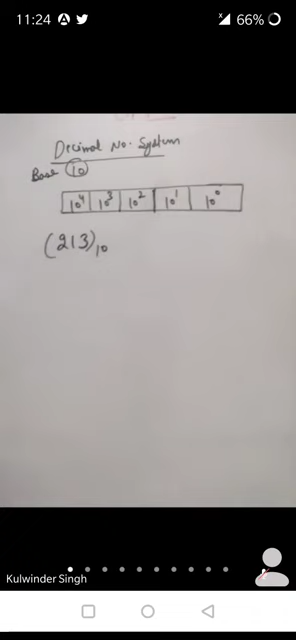 11:24 66%
Decimal No. System
Base 10
10⁴ 10³ 10² 10¹ 10⁰
(213)₁₀
Kulwinder Singh